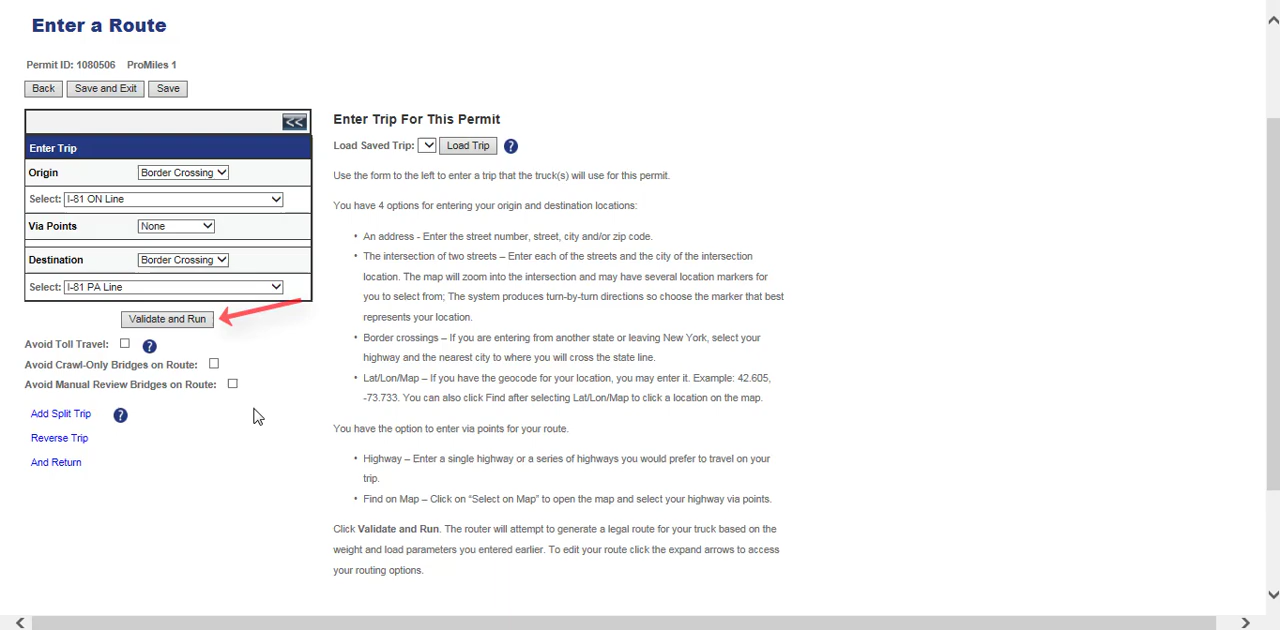 Enter a Route
Permit ID: 1080506 ProMiles 1
Back Save and Exit Save
<<
Enter Trip
Origin Border Crossing
Select: I-81 ON Line
Via Points None
Destination Border Crossing
Select: I-81 PA Line
Validate and Run
Avoid Toll Travel: ?
Avoid Crawl-Only Bridges on Route:
Avoid Manual Review Bridges on Route:
Add Split Trip ?
Reverse Trip
And Return
Enter Trip For This Permit
Load Saved Trip: Load Trip ?
Use the form to the left to enter a trip that the truck(s) will use for this permit.
You have 4 options for entering your origin and destination locations:
• An address - Enter the street number, street, city and/or zip code.
• The intersection of two streets – Enter each of the streets and the city of the intersection
location. The map will zoom into the intersection and may have several location markers for
you to select from; The system produces turn-by-turn directions so choose the marker that best
represents your location.
• Border crossings – If you are entering from another state or leaving New York, select your
highway and the nearest city to where you will cross the state line.
• Lat/Lon/Map – If you have the geocode for your location, you may enter it. Example: 42.605,
-73.733. You can also click Find after selecting Lat/Lon/Map to click a location on the map.
You have the option to enter via points for your route.
• Highway – Enter a single highway or a series of highways you would prefer to travel on your
trip.
• Find on Map – Click on “Select on Map” to open the map and select your highway via points.
Click Validate and Run. The router will attempt to generate a legal route for your truck based on the
weight and load parameters you entered earlier. To edit your route click the expand arrows to access
your routing options.